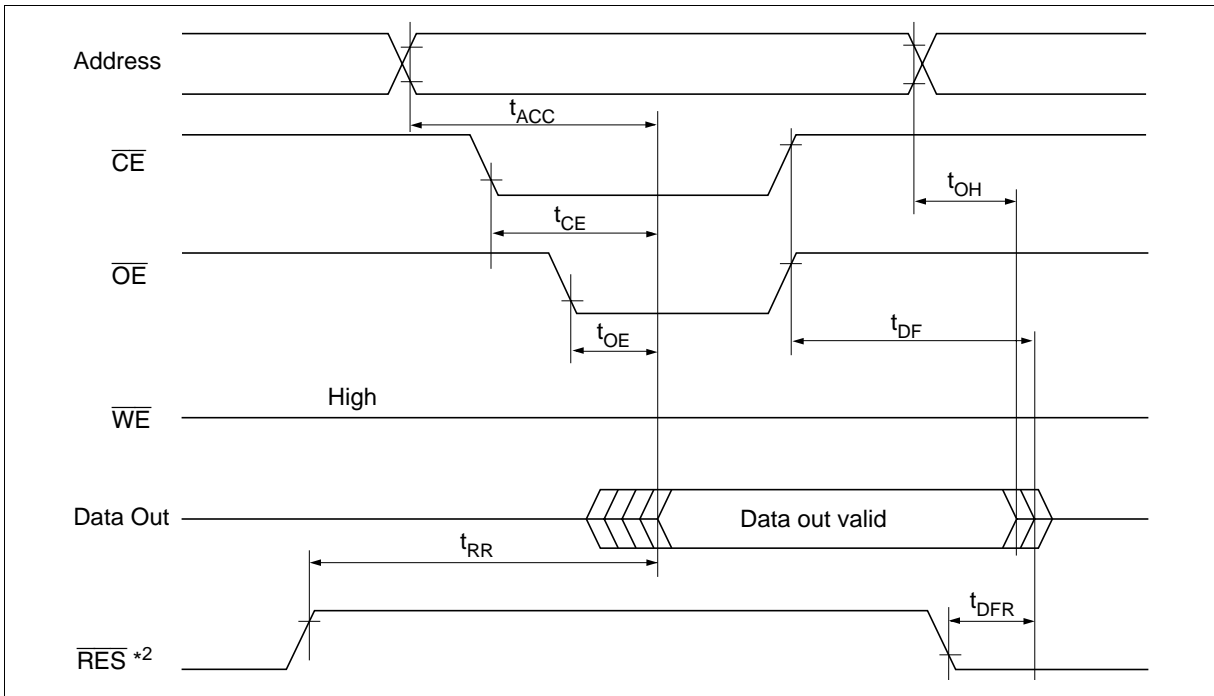 Address
tACC
CE
tOH
tCE
OE
tDF
tOE
High
WE
Data Out
Data out valid
tRR
tDFR
RES *2